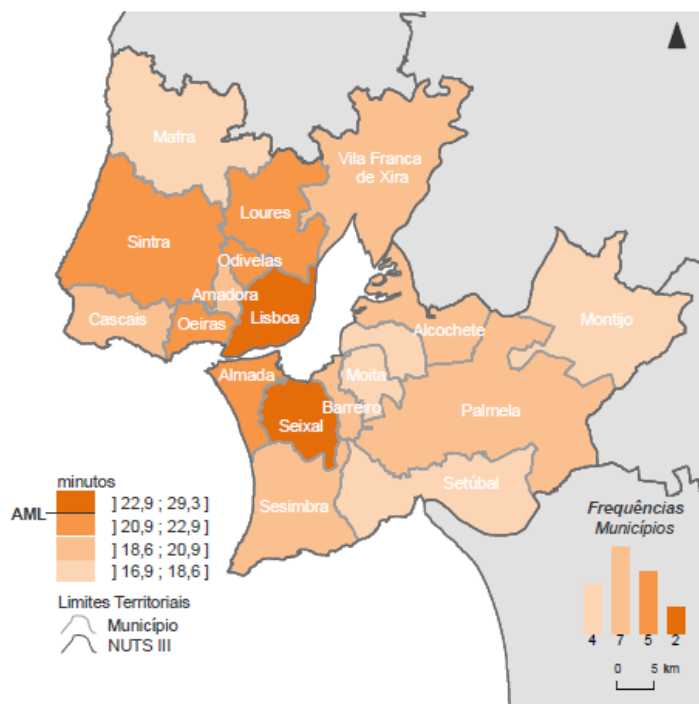 Mafra
Vila Franca
de Xira
Loures
Sintra
Odivelas
Amadora
Cascais
Oeiras
Lisboa
Alcochete
Montijo
Almada
Moita
Barreiro
Seixal
Palmela
Sesimbra
Setúbal
minutos
] 22,9 ; 29,3 ]
AML
] 20,9 ; 22,9 ]
] 18,6 ; 20,9 ]
] 16,9 ; 18,6 ]
Limites Territoriais
Município
NUTS III
Frequências
Municípios
4 7 5 2
0 5 km